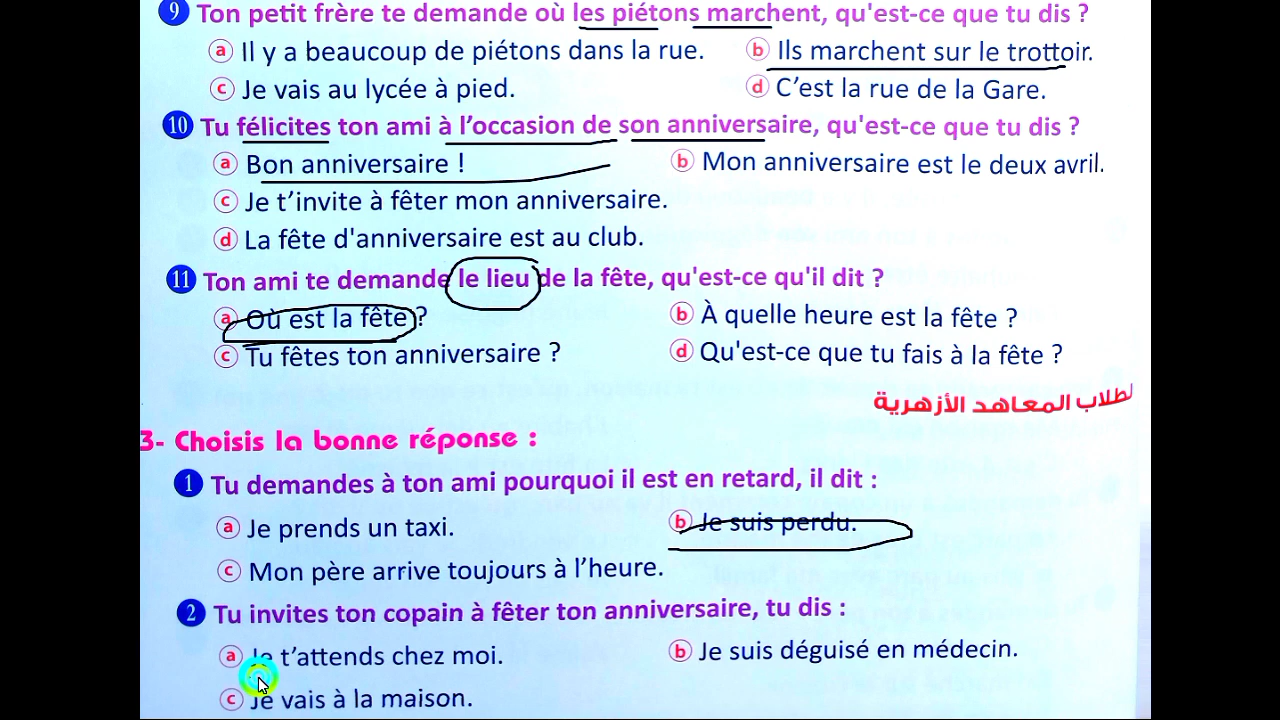 9 Ton petit frère te demande où les piétons marchent, qu'est-ce que tu dis ?
a Il y a beaucoup de piétons dans la rue. b Ils marchent sur le trottoir.
c Je vais au lycée à pied. d C'est la rue de la Gare.
10 Tu félicites ton ami à l'occasion de son anniversaire, qu'est-ce que tu dis ?
a Bon anniversaire ! b Mon anniversaire est le deux avril.
c Je t'invite à fêter mon anniversaire.
d La fête d'anniversaire est au club.
11 Ton ami te demande le lieu de la fête, qu'est-ce qu'il dit ?
a Où est la fête ? b À quelle heure est la fête ?
c Tu fêtes ton anniversaire ? d Qu'est-ce que tu fais à la fête ?
لطلاب المعاهد الأزهرية
3- Choisis la bonne réponse :
1 Tu demandes à ton ami pourquoi il est en retard, il dit :
a Je prends un taxi. b Je suis perdu.
c Mon père arrive toujours à l'heure.
2 Tu invites ton copain à fêter ton anniversaire, tu dis :
a Je t'attends chez moi. b Je suis déguisé en médecin.
c Je vais à la maison.